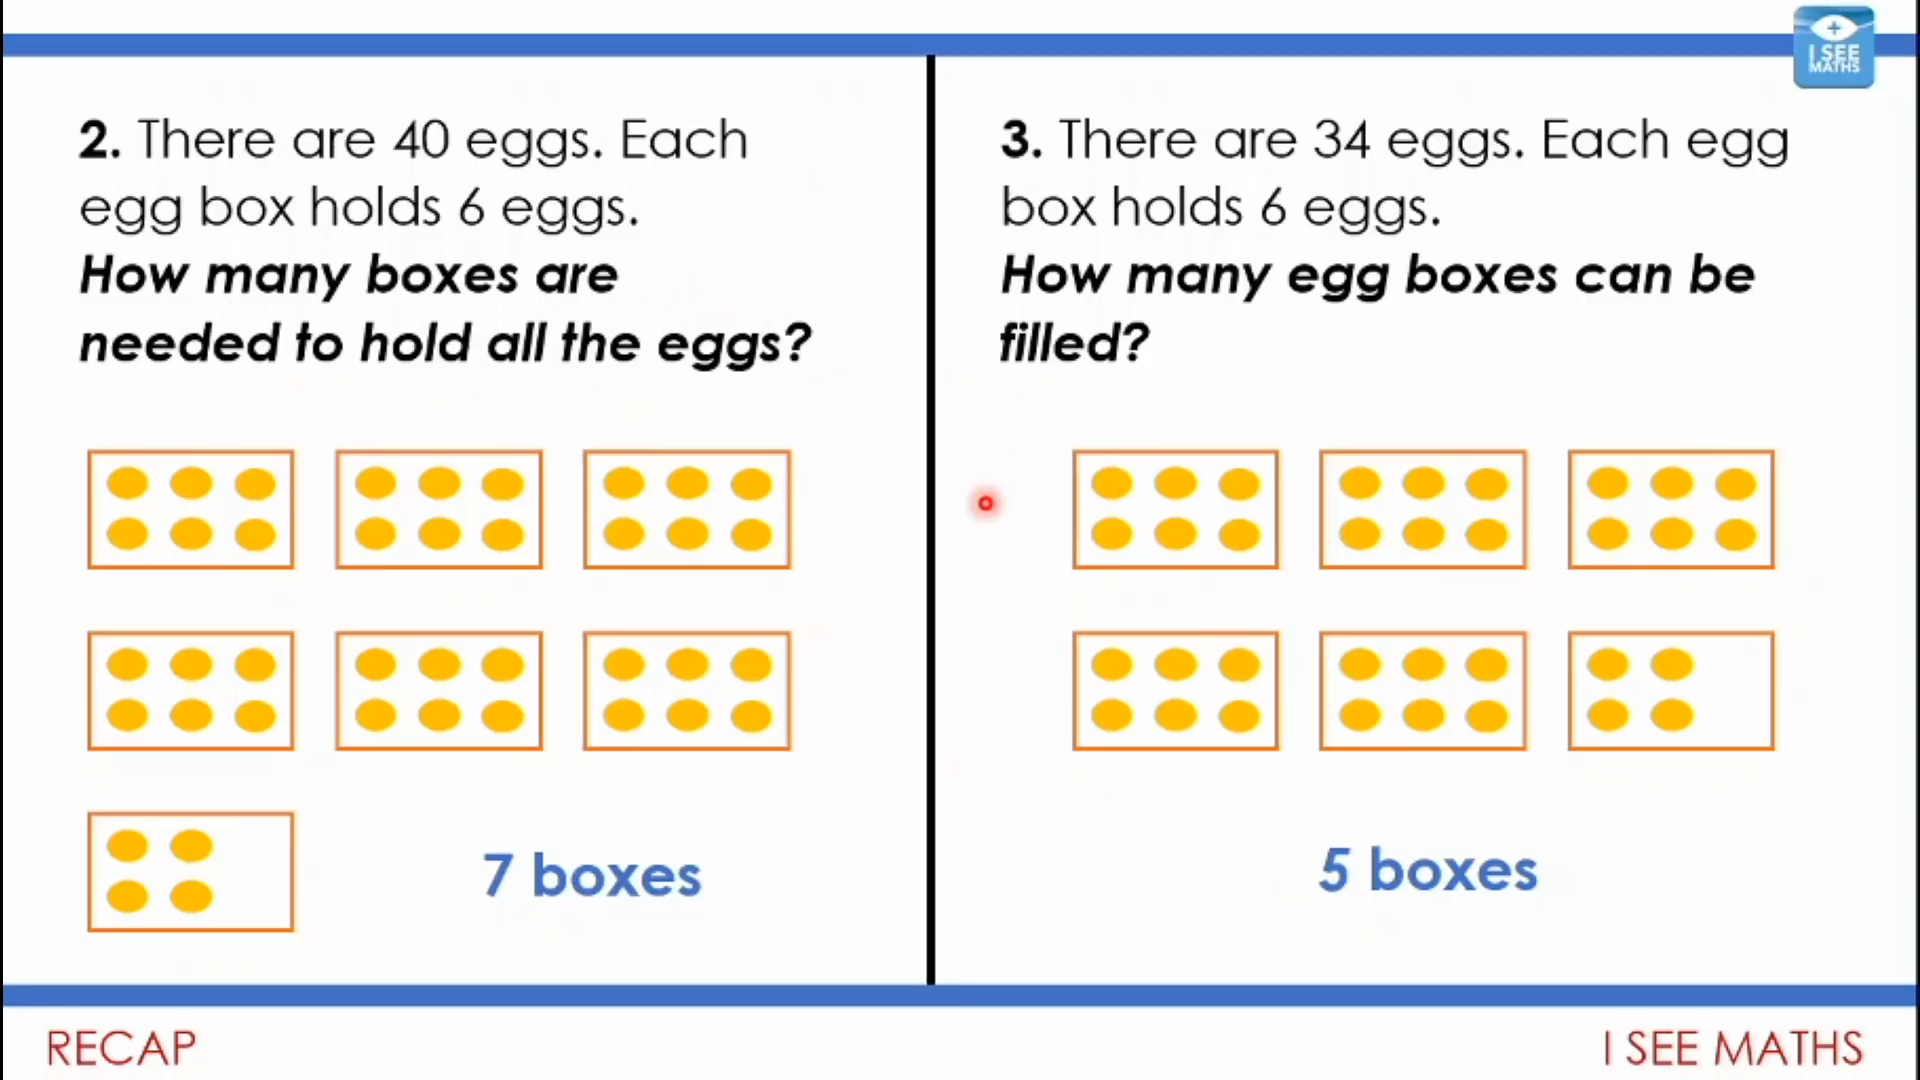 I SEE
MATHS
2. There are 40 eggs. Each
egg box holds 6 eggs.
How many boxes are
needed to hold all the eggs?
7 boxes
3. There are 34 eggs. Each egg
box holds 6 eggs.
How many egg boxes can be
filled?
5 boxes
RECAP
I SEE MATHS